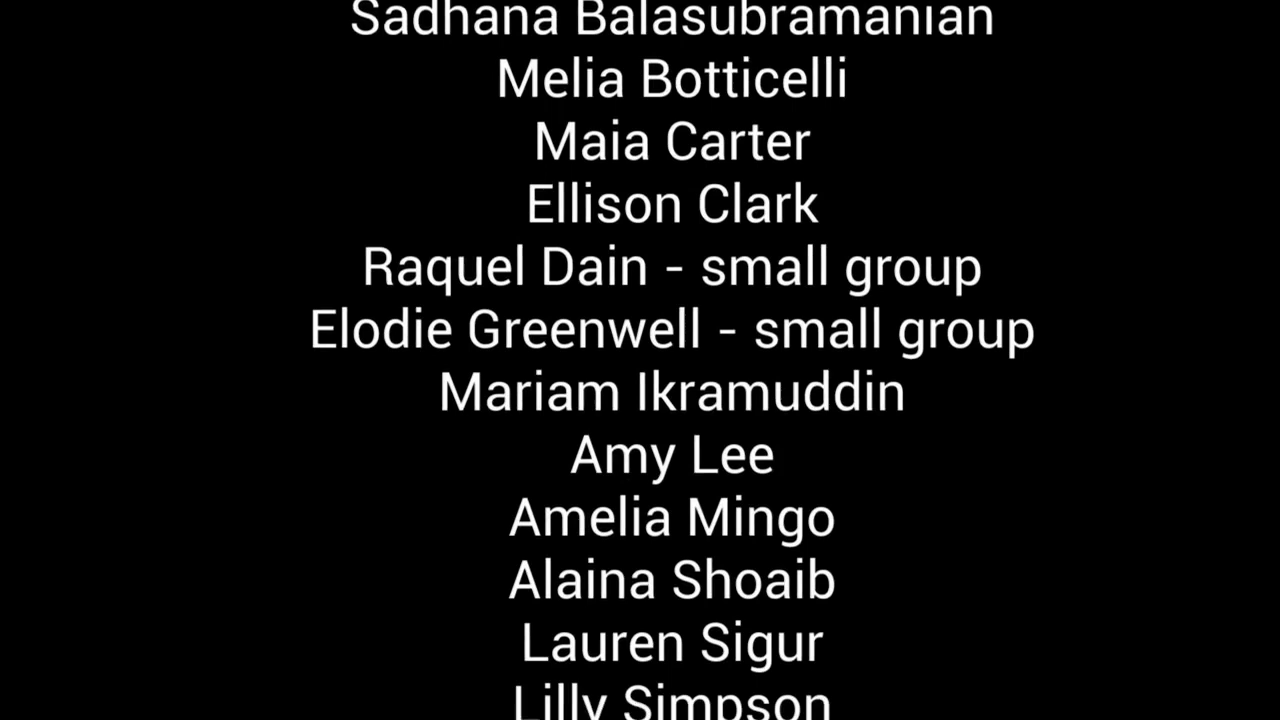 Sadhana Balasubramanian
Melia Botticelli
Maia Carter
Ellison Clark
Raquel Dain - small group
Elodie Greenwell - small group
Mariam Ikramuddin
Amy Lee
Amelia Mingo
Alaina Shoaib
Lauren Sigur
Lilly Simpson